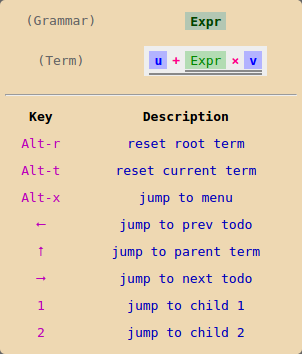 (Grammar) Expr
(Term) u + Expr × v
Key Description
Alt-r reset root term
Alt-t reset current term
Alt-x jump to menu
← jump to prev todo
↑ jump to parent term
→ jump to next todo
1 jump to child 1
2 jump to child 2